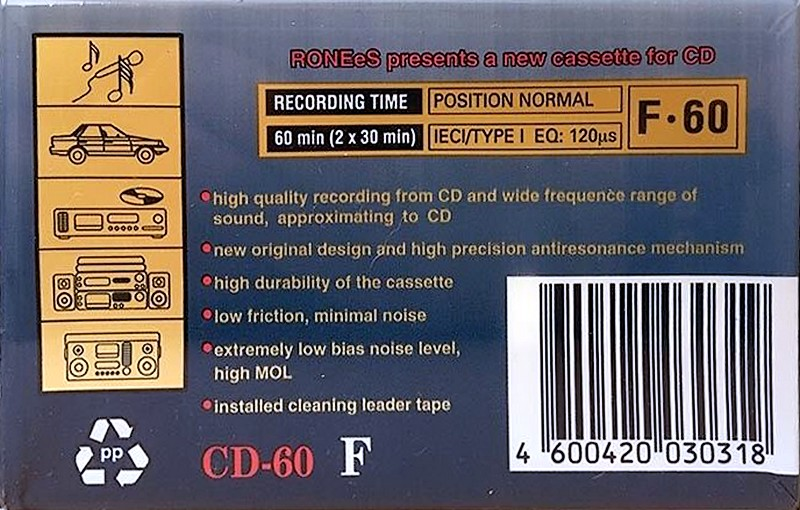 RONEeS presents a new cassette for CD
RECORDING TIME
POSITION NORMAL
F·60
60 min (2 x 30 min)
IECI/TYPE I EQ: 120µs
•high quality recording from CD and wide frequence range of
sound, approximating to CD
•new original design and high precision antiresonance mechanism
•high durability of the cassette
•low friction, minimal noise
•extremely low bias noise level,
high MOL
•installed cleaning leader tape
pp
CD-60 F
4 600420 030318